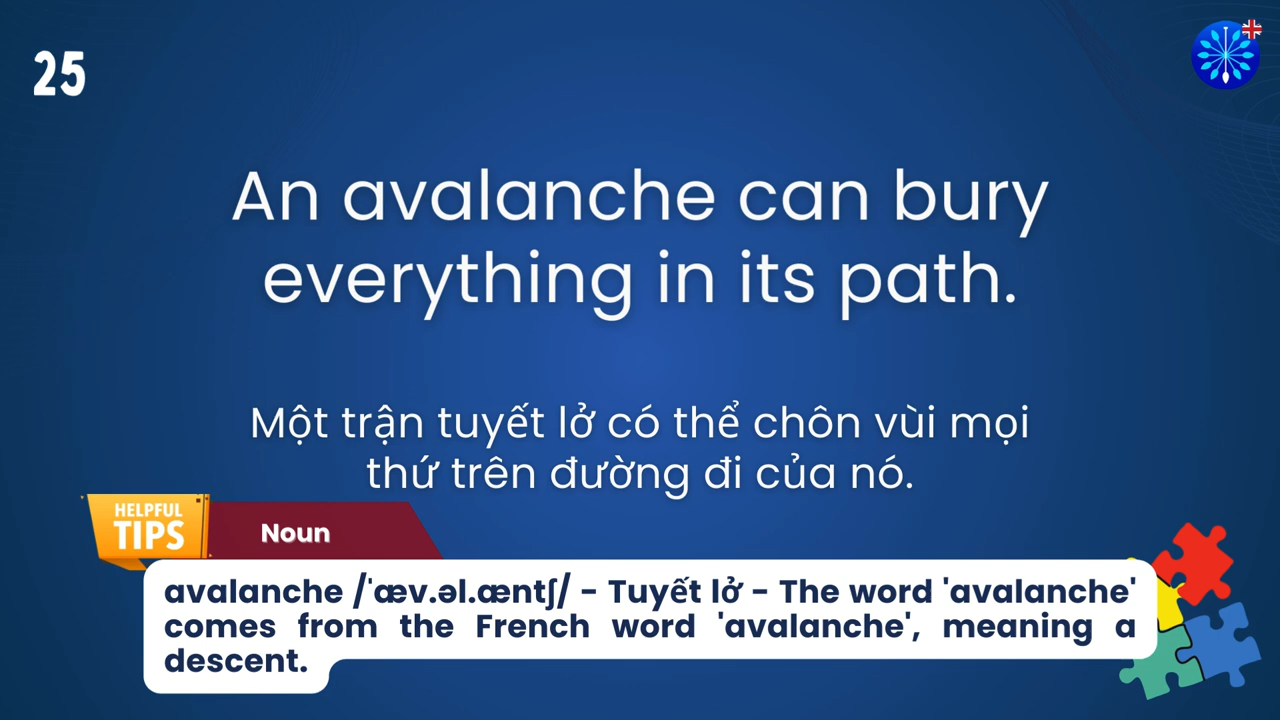 25
An avalanche can bury
everything in its path.
Một trận tuyết lở có thể chôn vùi mọi
thứ trên đường đi của nó.
HELPFUL
TIPS
Noun
avalanche /ˈæv.əl.æntʃ/ - Tuyết lở - The word 'avalanche'
comes from the French word 'avalanche', meaning a
descent.